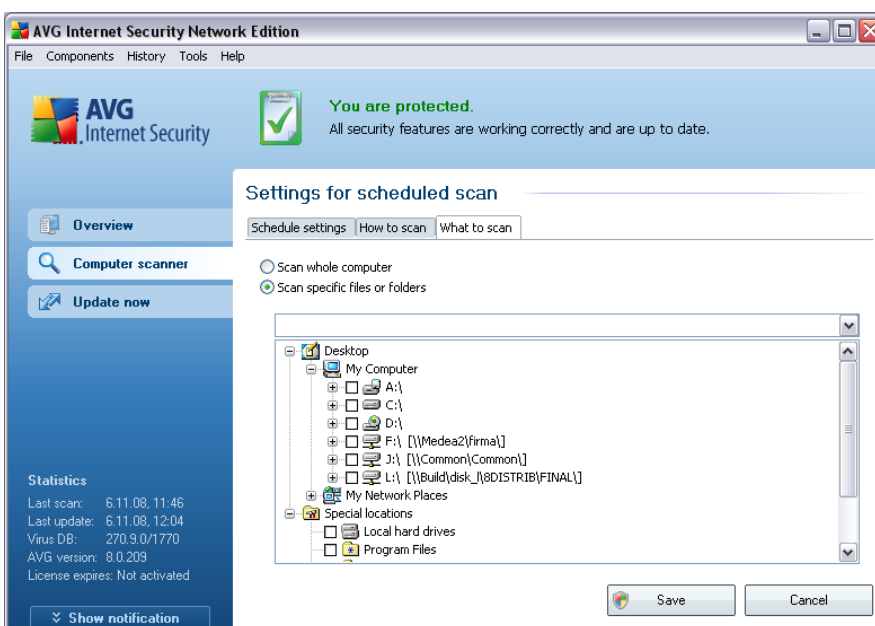 AVG Internet Security Network Edition
File Components History Tools Help
AVG
Internet Security
You are protected.
All security features are working correctly and are up to date.
Overview
Computer scanner
Update now
Settings for scheduled scan
Schedule settings How to scan What to scan
Scan whole computer
Scan specific files or folders
Desktop
My Computer
A:\
C:\
D:\
F:\ [\\Medea2\firma\]
J:\ [\\Common\Common\]
L:\ [\\Build\disk_l\8DISTRIB\FINAL\]
My Network Places
Special locations
Local hard drives
Program Files
Save Cancel
Statistics
Last scan: 6.11.08, 11:46
Last update: 6.11.08, 12:04
Virus DB: 270.9.0/1770
AVG version: 8.0.209
License expires: Not activated
Show notification